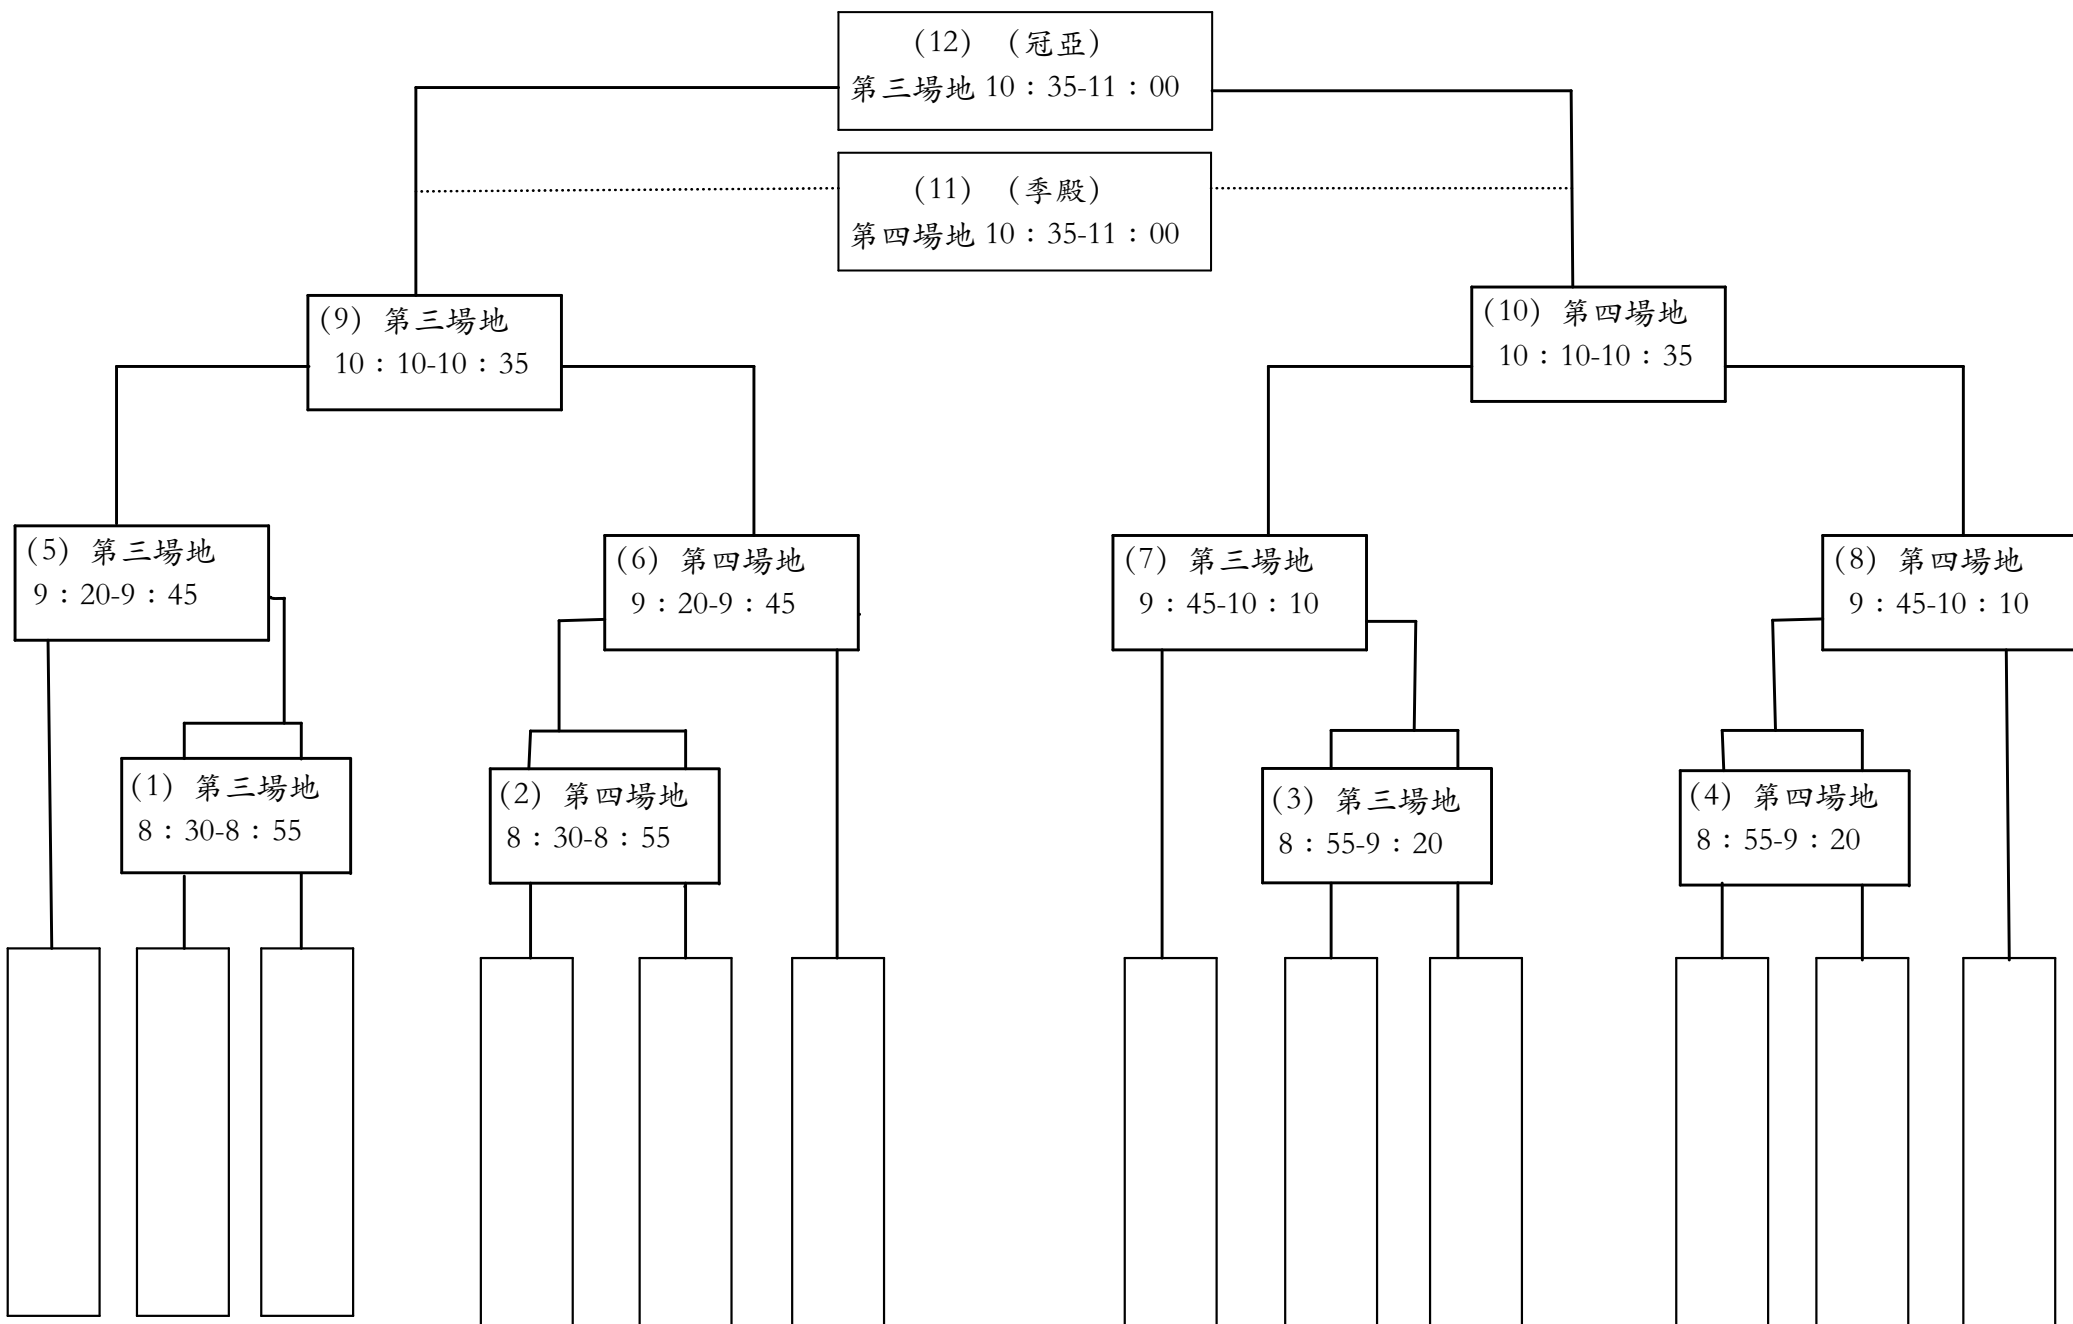 (12) (冠亞)
第三場地 10：35-11：00
(11) (季殿)
第四場地 10：35-11：00
(9) 第三場地
10：10-10：35
(10) 第四場地
10：10-10：35
(5) 第三場地
9：20-9：45
(6) 第四場地
9：20-9：45
(7) 第三場地
9：45-10：10
(8) 第四場地
9：45-10：10
(1) 第三場地
8：30-8：55
(2) 第四場地
8：30-8：55
(3) 第三場地
8：55-9：20
(4) 第四場地
8：55-9：20